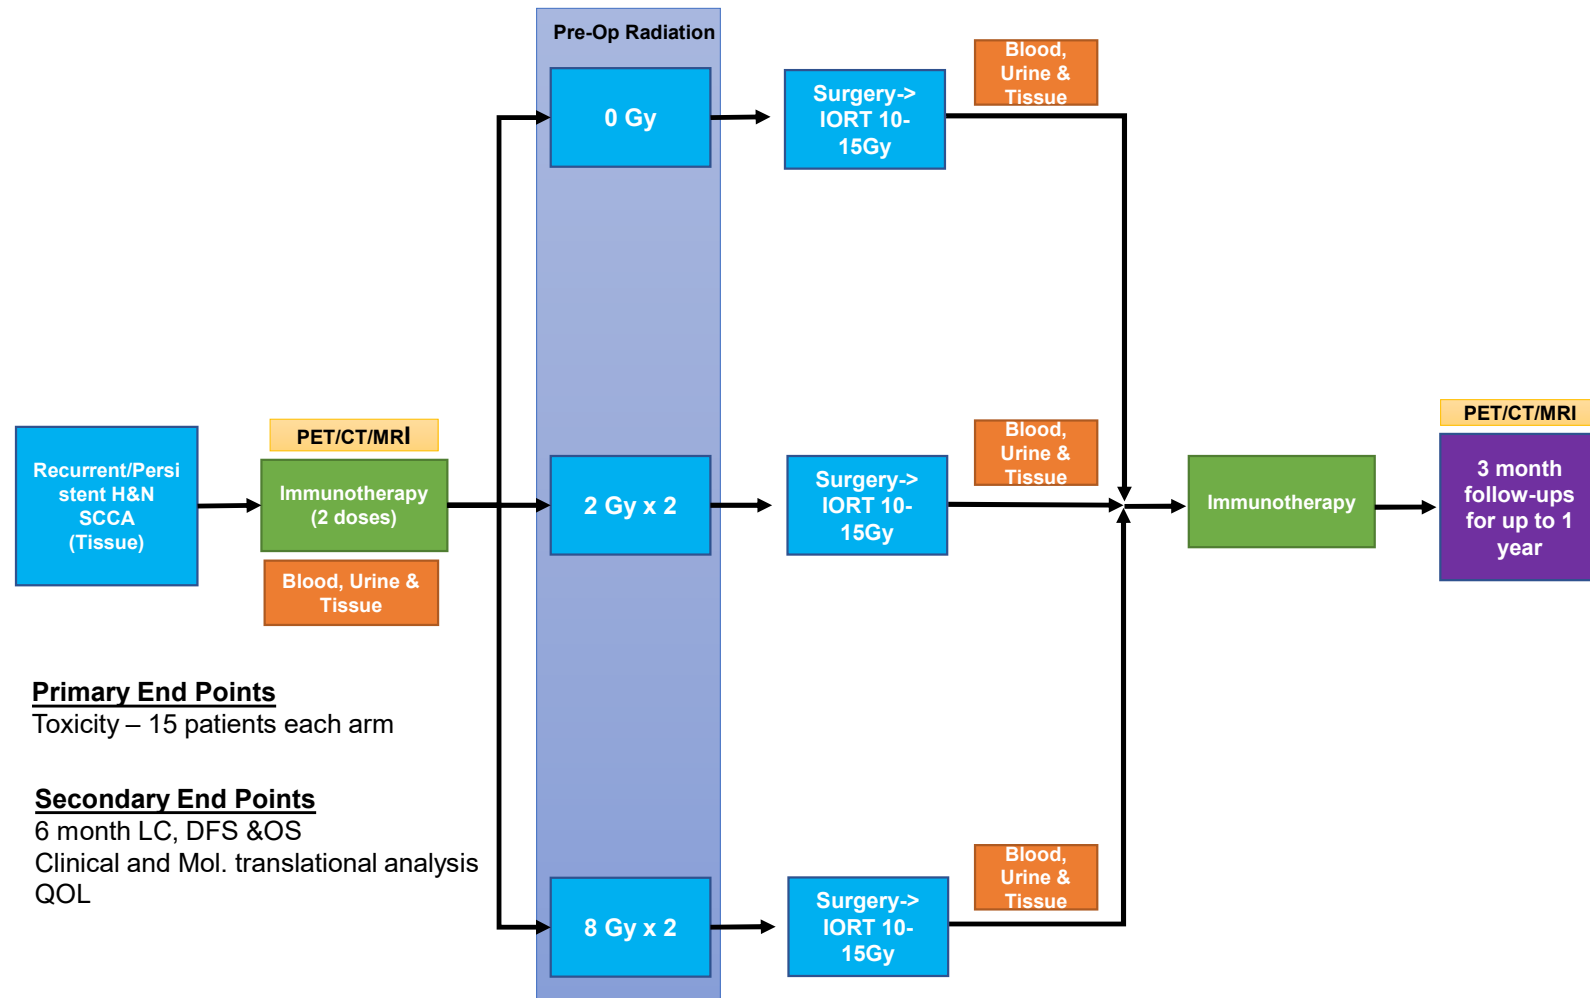 Pre-Op Radiation
0 Gy
Surgery->
IORT 10-
15Gy
Blood,
Urine &
Tissue
Recurrent/Persi
stent H&N
SCCA
(Tissue)
PET/CT/MRI
Immunotherapy
(2 doses)
Blood, Urine &
Tissue
2 Gy x 2
Surgery->
IORT 10-
15Gy
Blood,
Urine &
Tissue
Immunotherapy
PET/CT/MRI
3 month
follow-ups
for up to 1
year
8 Gy x 2
Surgery->
IORT 10-
15Gy
Blood,
Urine &
Tissue
Primary End Points
Toxicity – 15 patients each arm
Secondary End Points
6 month LC, DFS &OS
Clinical and Mol. translational analysis
QOL